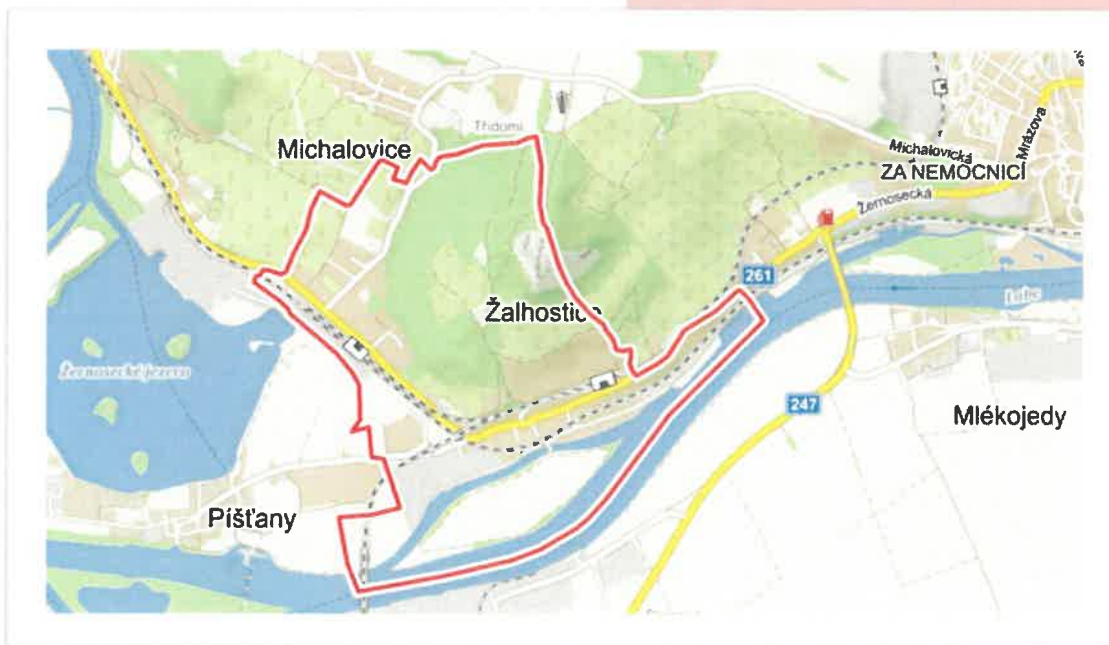 Třídomí
Michalovice
Michalovická
Mrázova
ZA NEMOCNICÍ
Žernosecká
261
Žalhostice
Labe
Žernosecké jezero
247
Mlékojedy
Píšťany